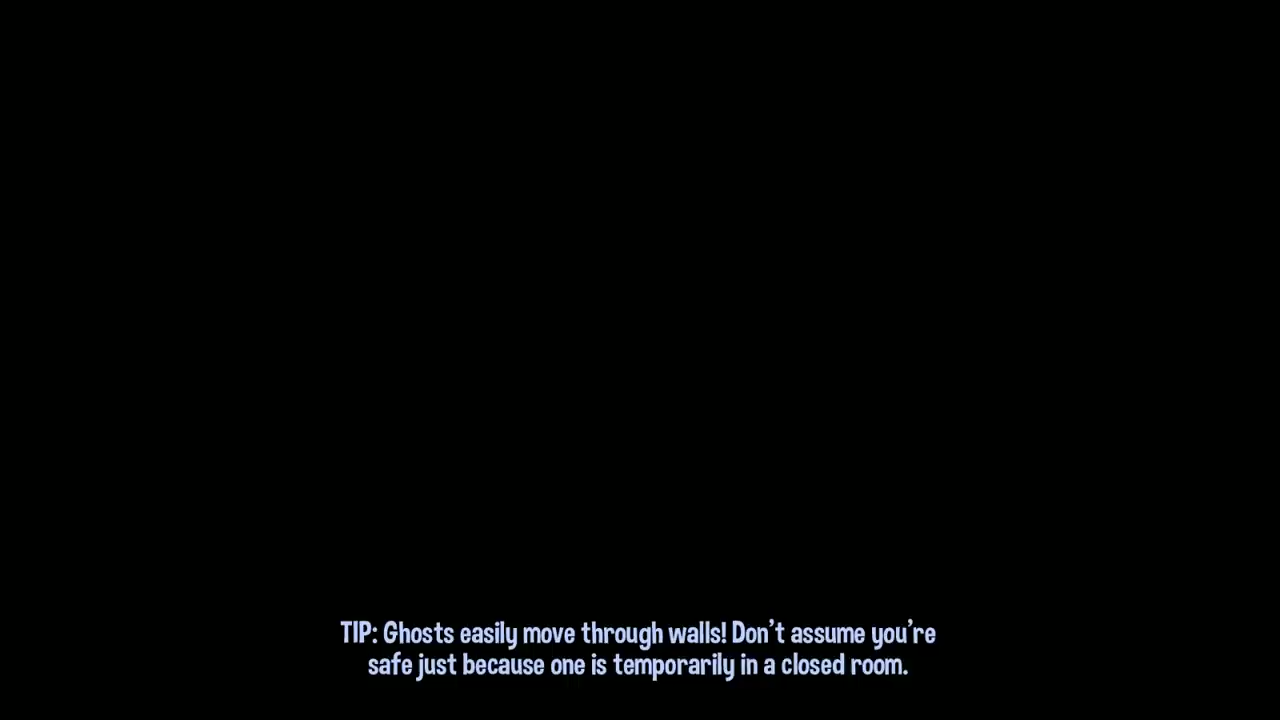 TIP: Ghosts easily move through walls! Don't assume you're
safe just because one is temporarily in a closed room.